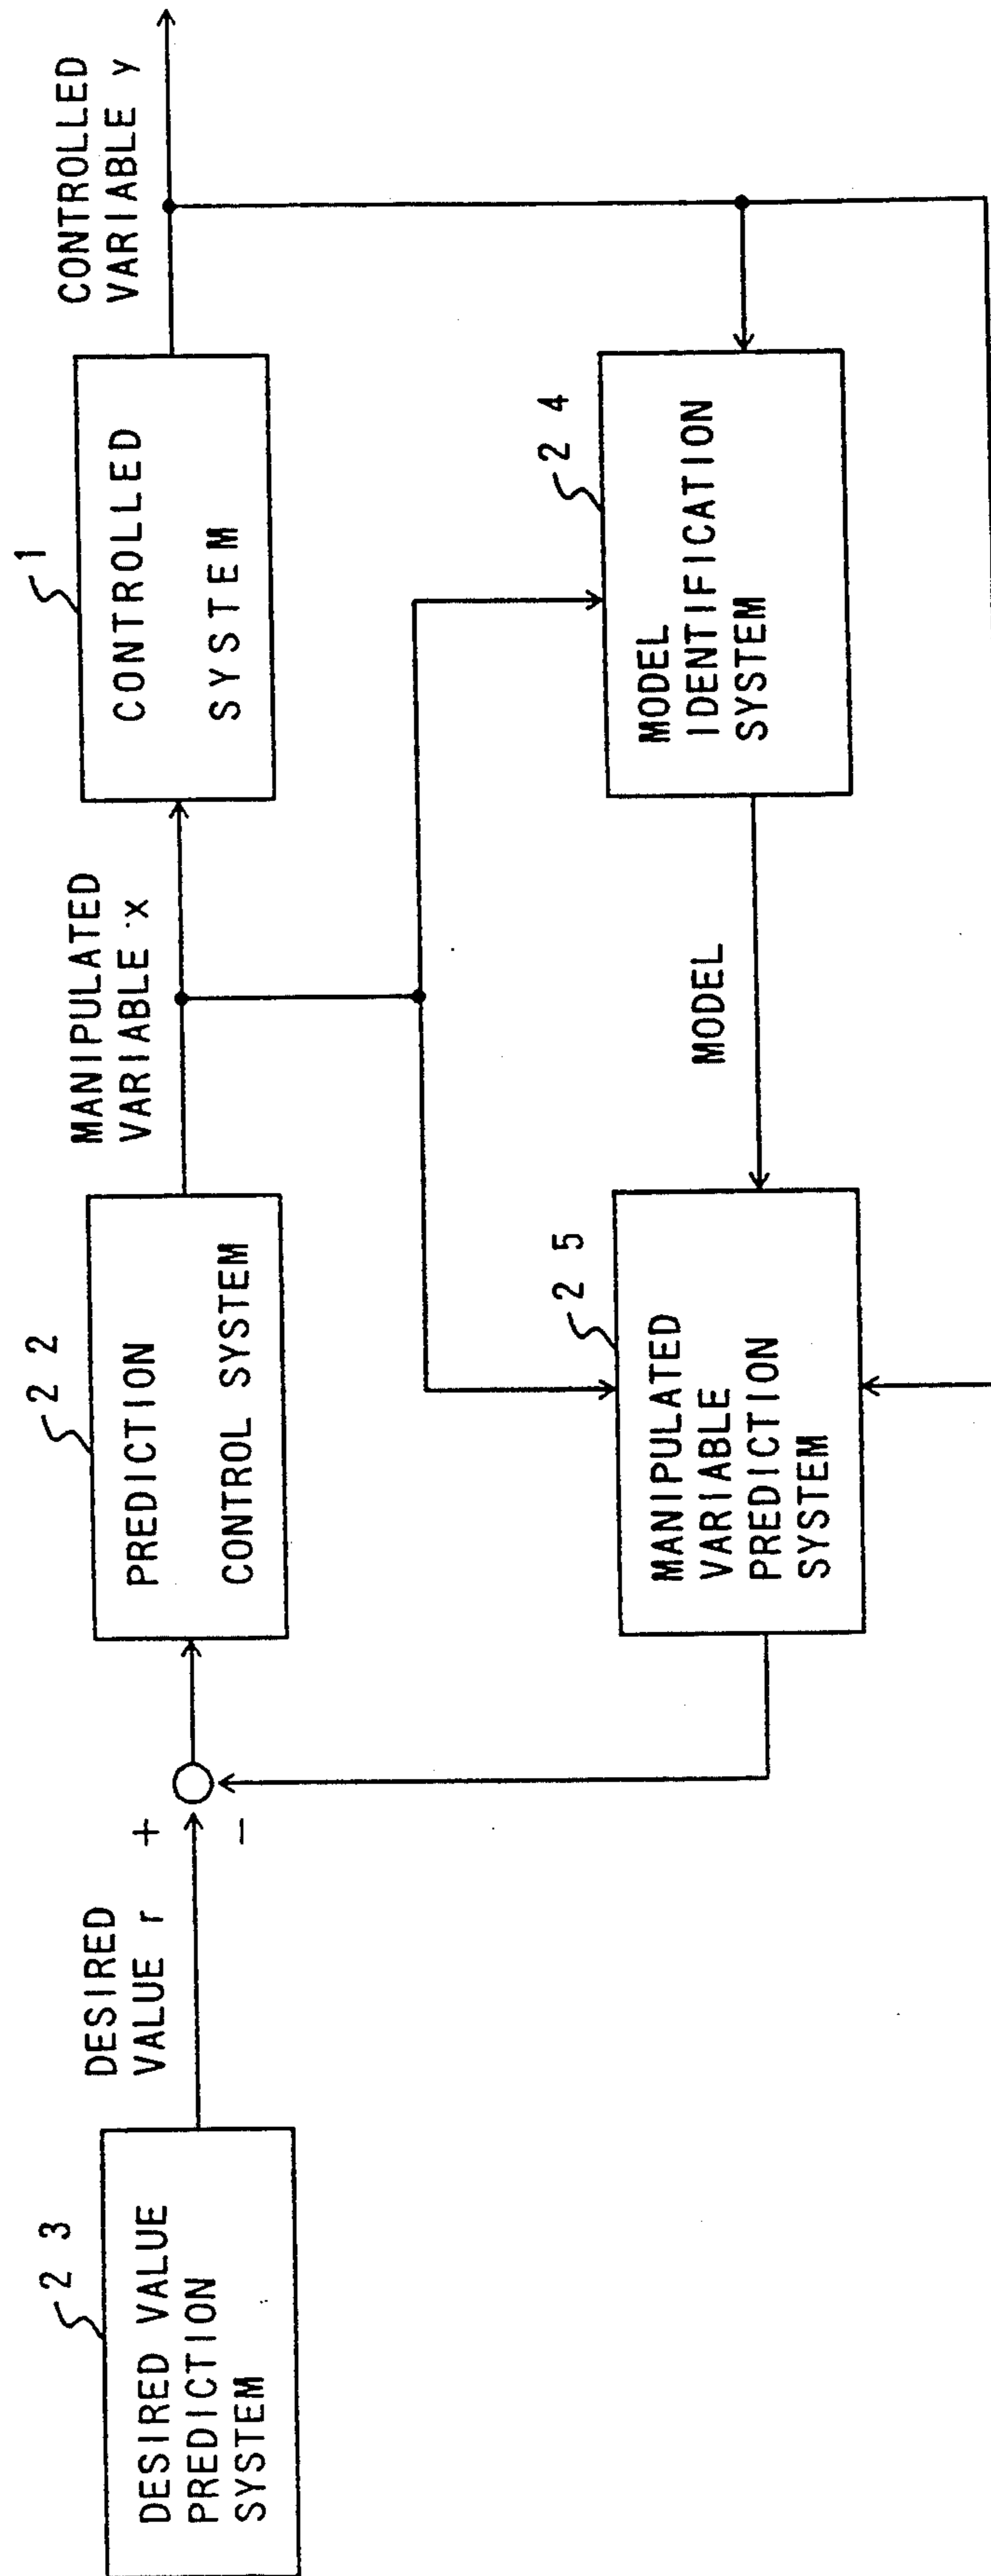 2 3
DESIRED VALUE
PREDICTION
SYSTEM
DESIRED
VALUE r
+
−
2 2
PREDICTION
CONTROL SYSTEM
MANIPULATED
VARIABLE x
1
CONTROLLED
SYSTEM
CONTROLLED
VARIABLE y
2 5
MANIPULATED
VARIABLE
PREDICTION
SYSTEM
MODEL
2 4
MODEL
IDENTIFICATION
SYSTEM